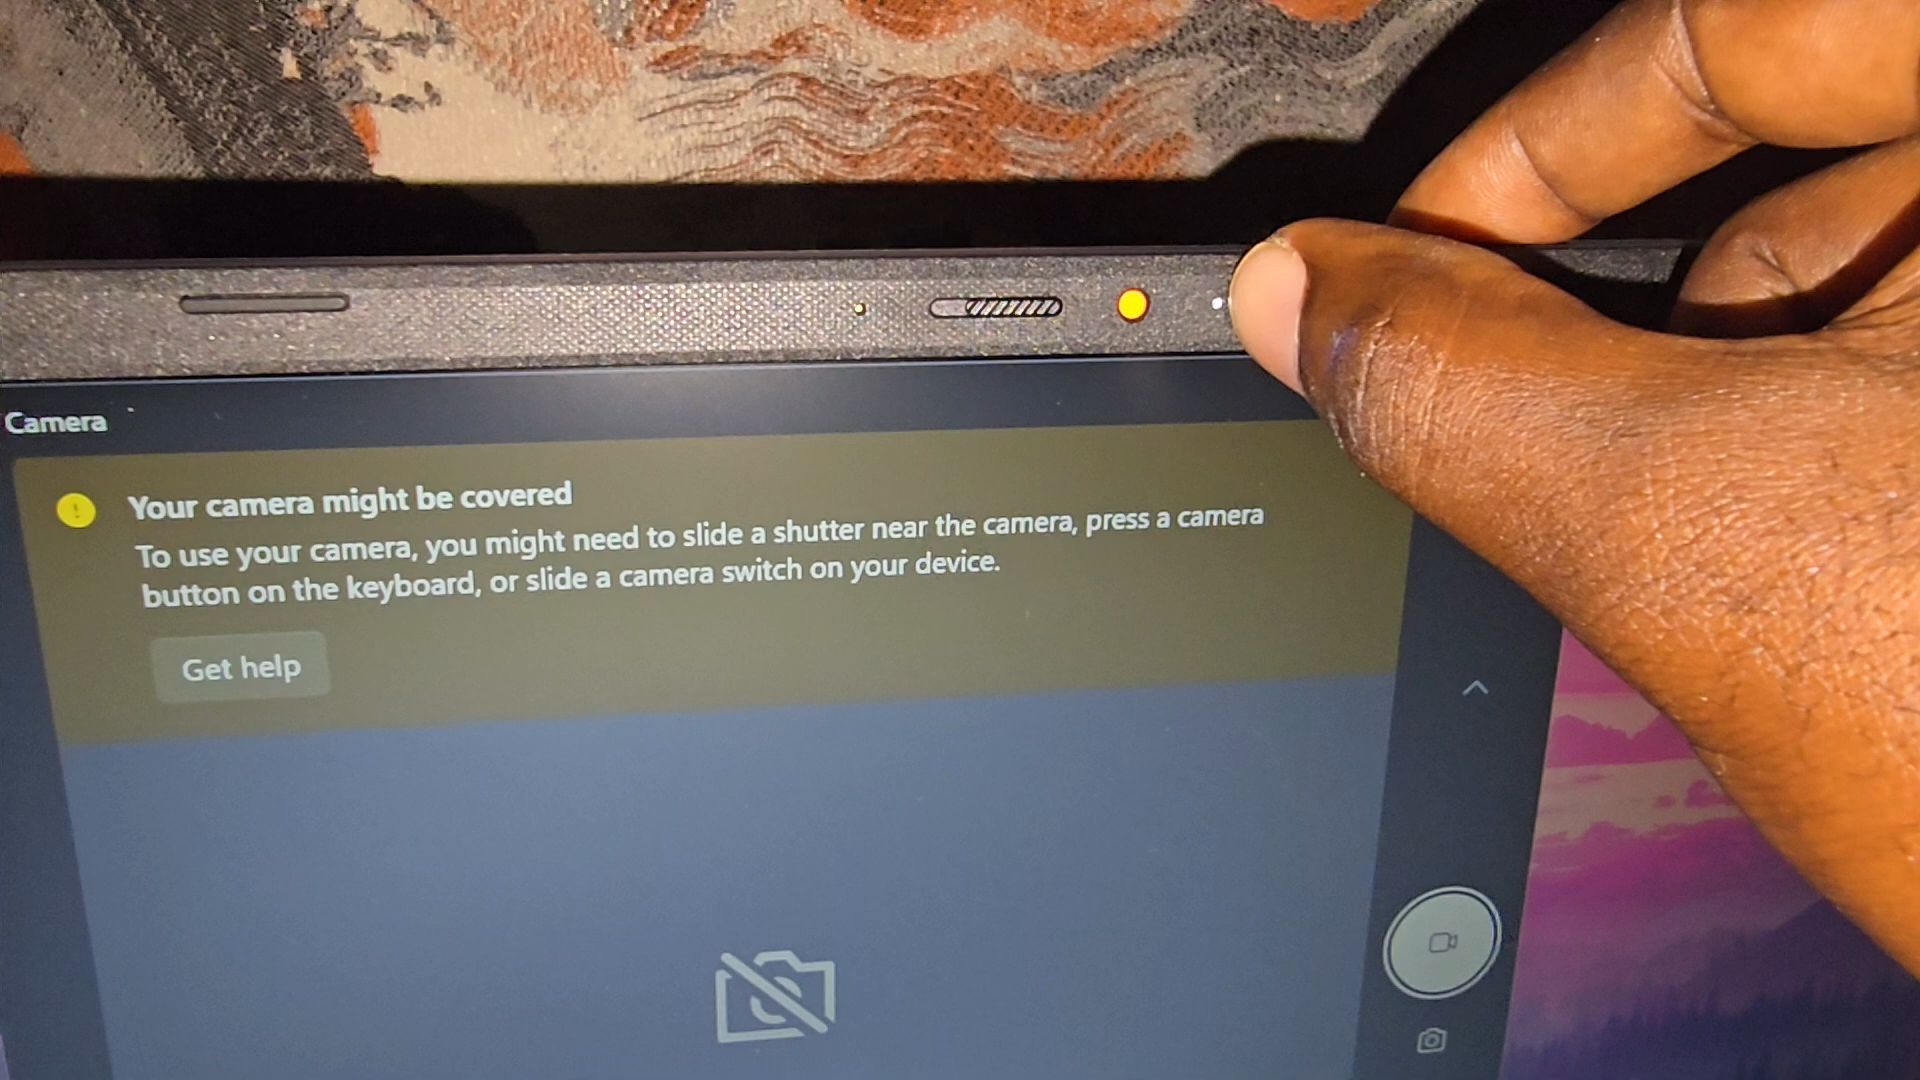 Camera
Your camera might be covered
To use your camera, you might need to slide a shutter near the camera, press a camera
button on the keyboard, or slide a camera switch on your device.
Get help